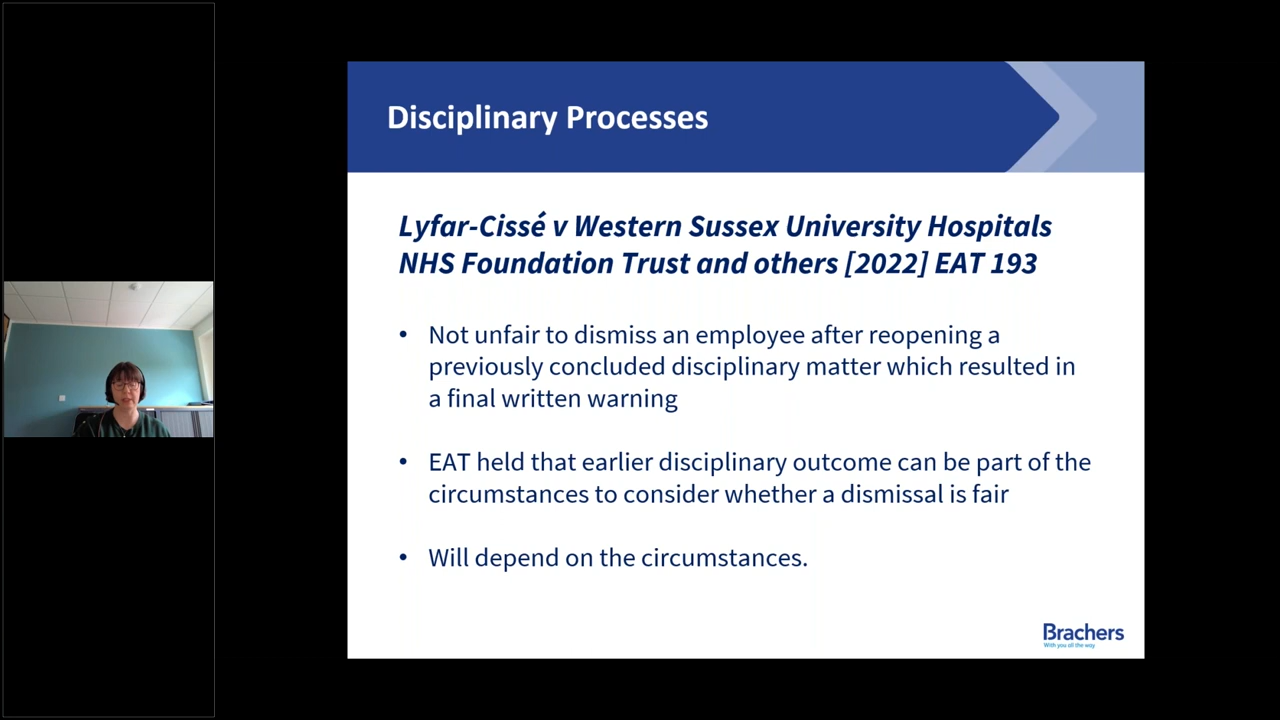 Disciplinary Processes
Lyfar-Cissé v Western Sussex University Hospitals
NHS Foundation Trust and others [2022] EAT 193
• Not unfair to dismiss an employee after reopening a
previously concluded disciplinary matter which resulted in
a final written warning
• EAT held that earlier disciplinary outcome can be part of the
circumstances to consider whether a dismissal is fair
• Will depend on the circumstances.
Brachers
With you all the way